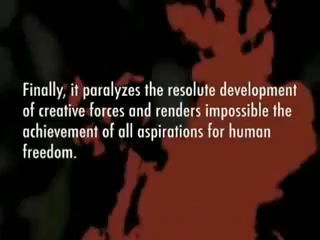 Finally, it paralyzes the resolute development
of creative forces and renders impossible the
achievement of all aspirations for human
freedom.